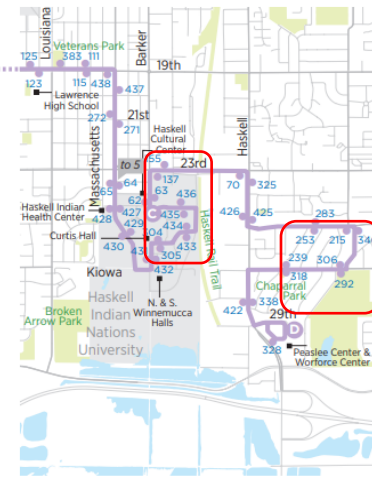 Louisiana
Barker
Veterans Park
125
383
111
19th
123
115
438
Lawrence
High School
437
272
21st
271
Massachusetts
Haskell
Cultural
Center
Haskell
to 5
55
23rd
137
70
325
65
64
62
63
436
Haskell Indian
Health Center
428
427
435
426
425
283
429
434
253
215
34
Curtis Hall
304
433
Haskell Rail Trail
430
43
305
239
306
Kiowa
432
318
292
Chaparral
Park
Haskell
Indian
Nations
University
N. & S.
Winnemucca
Halls
338
422
29th
Broken
Arrow Park
328
Peaslee Center &
Worforce Center